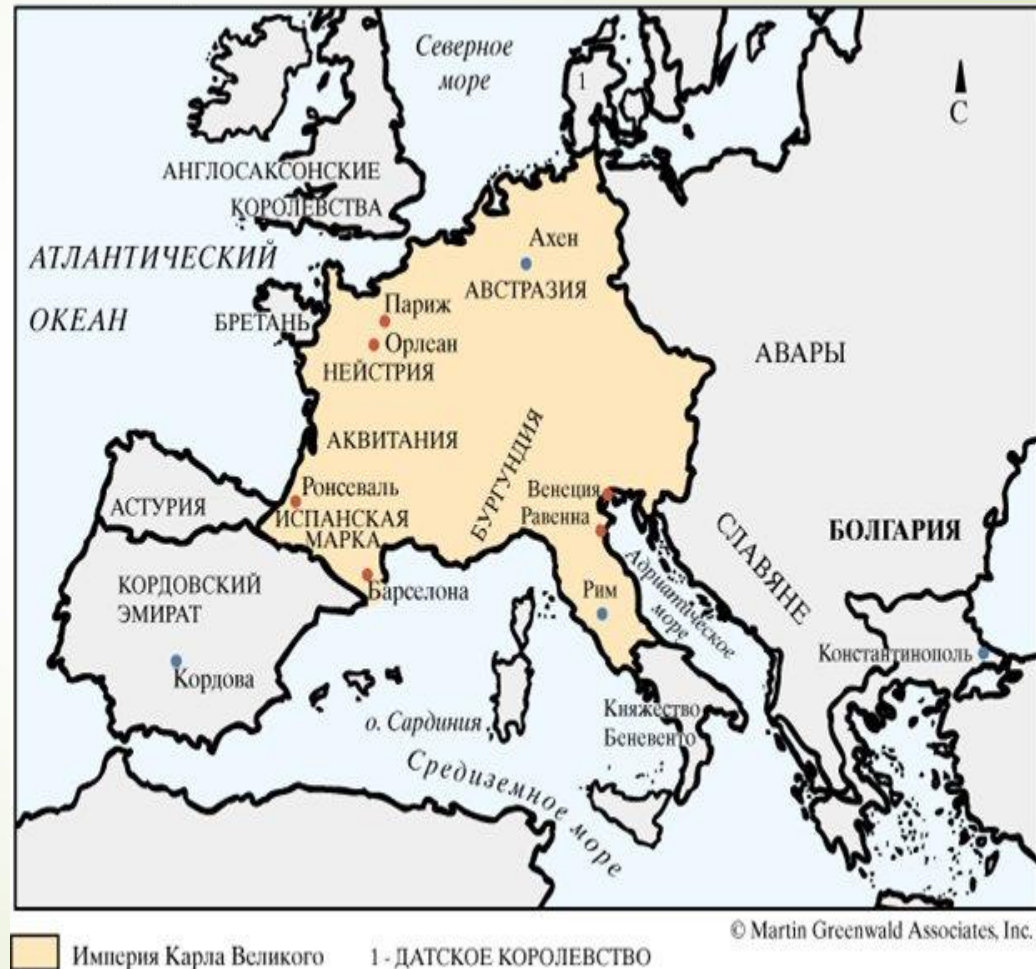 Северное
море
1
С
АНГЛОСАКСОНСКИЕ
КОРОЛЕВСТВА
АТЛАНТИЧЕСКИЙ
ОКЕАН
Ахен
АВСТРАЗИЯ
БРЕТАНЬ
Париж
Орлеан
НЕЙСТРИЯ
АВАРЫ
АКВИТАНИЯ
БУРГУНДИЯ
Ронсеваль
ИСПАНСКАЯ
МАРКА
АСТУРИЯ
Венеция
Равенна
СЛАВЯНЕ
БОЛГАРИЯ
КОРДОВСКИЙ
ЭМИРАТ
Барселона
Рим
Адриатическое
море
Кордова
Константинополь
о. Сардиния
Княжество
Беневенто
Средиземное море
© Martin Greenwald Associates, Inc.
Империя Карла Великого
1 - ДАТСКОЕ КОРОЛЕВСТВО